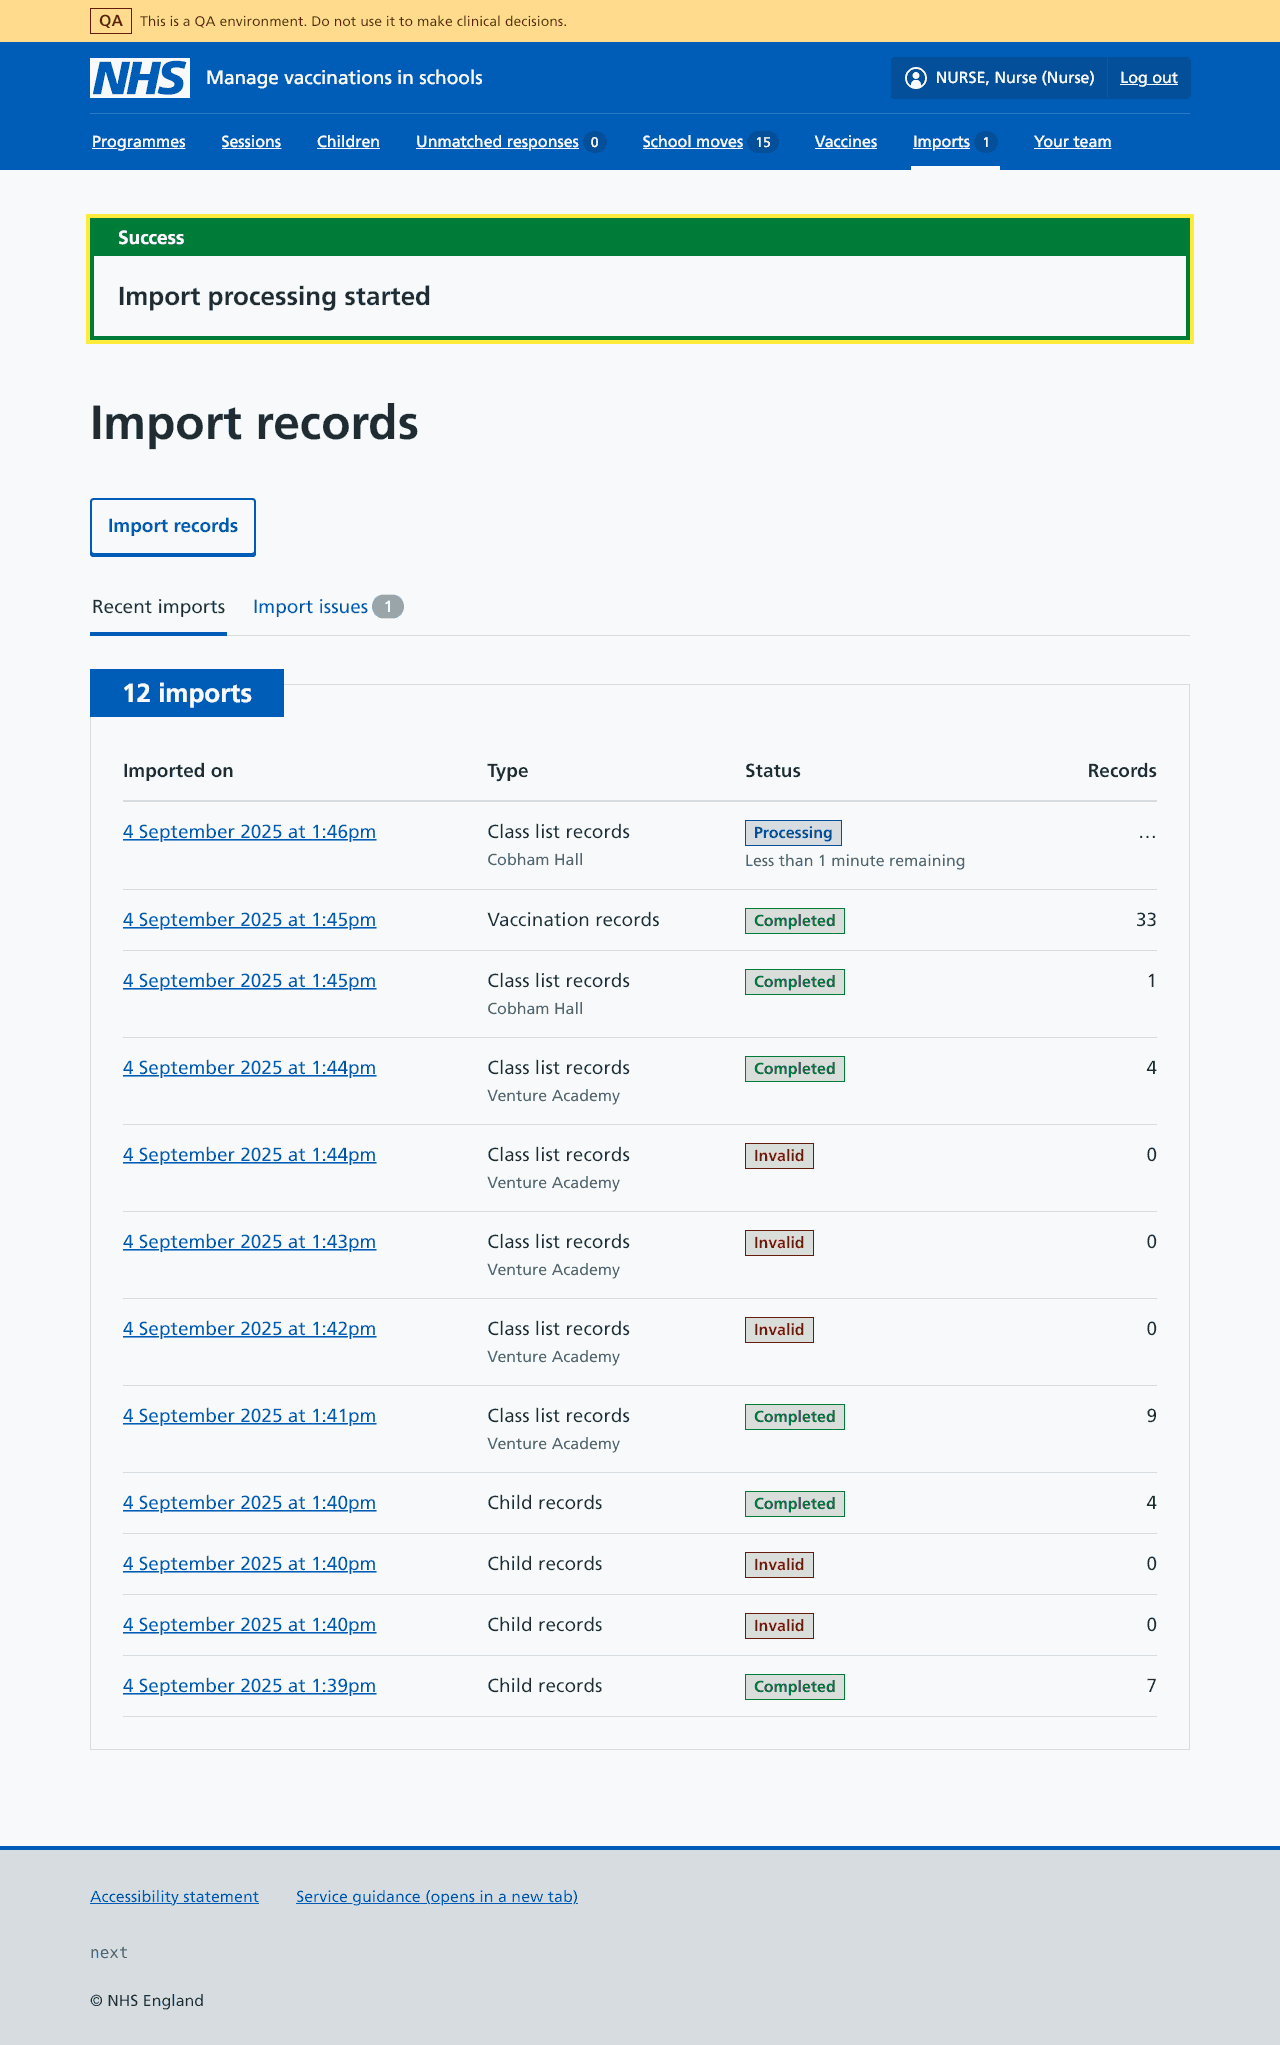 QA This is a QA environment. Do not use it to make clinical decisions.
NHS Manage vaccinations in schools NURSE, Nurse (Nurse) Log out
Programmes Sessions Children Unmatched responses 0 School moves 15 Vaccines Imports 1 Your team
Success
Import processing started
Import records
Import records
Recent imports Import issues 1
12 imports
Imported on Type Status Records
4 September 2025 at 1:46pm Class list records Processing ...
Cobham Hall Less than 1 minute remaining
4 September 2025 at 1:45pm Vaccination records Completed 33
4 September 2025 at 1:45pm Class list records Completed 1
Cobham Hall
4 September 2025 at 1:44pm Class list records Completed 4
Venture Academy
4 September 2025 at 1:44pm Class list records Invalid 0
Venture Academy
4 September 2025 at 1:43pm Class list records Invalid 0
Venture Academy
4 September 2025 at 1:42pm Class list records Invalid 0
Venture Academy
4 September 2025 at 1:41pm Class list records Completed 9
Venture Academy
4 September 2025 at 1:40pm Child records Completed 4
4 September 2025 at 1:40pm Child records Invalid 0
4 September 2025 at 1:40pm Child records Invalid 0
4 September 2025 at 1:39pm Child records Completed 7
Accessibility statement Service guidance (opens in a new tab)
next
© NHS England